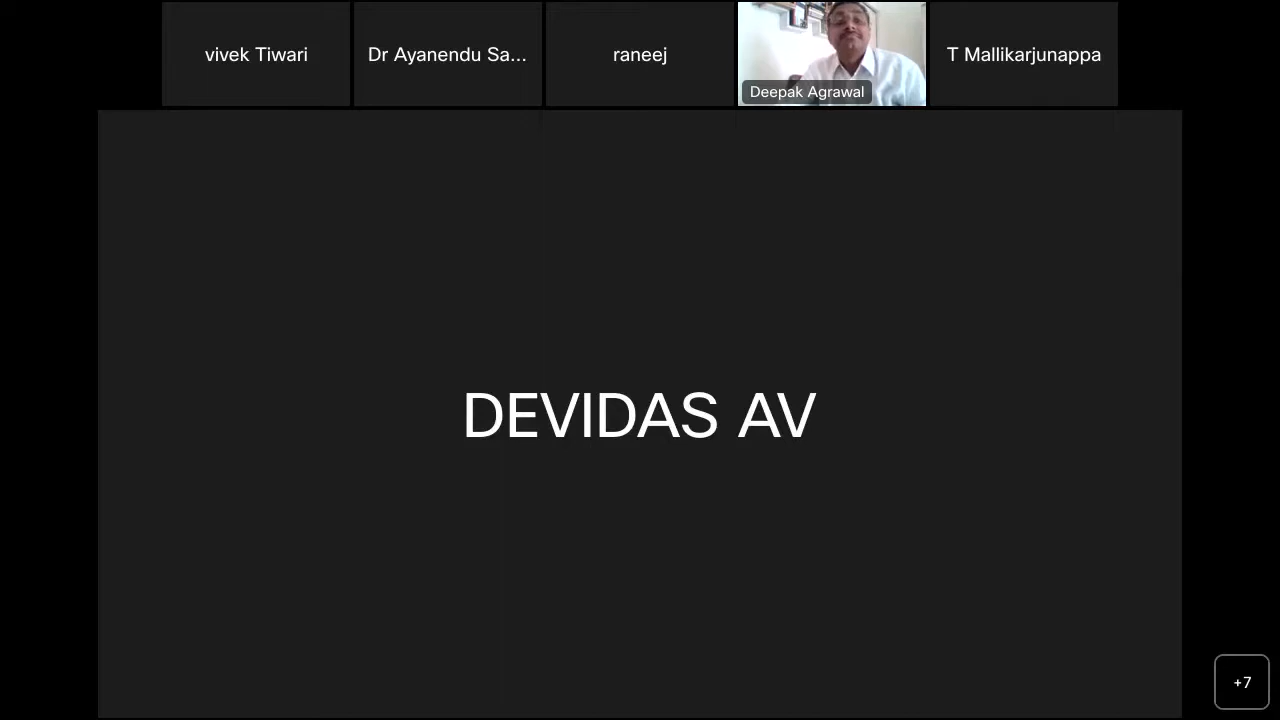 vivek Tiwari
Dr Ayanendu Sa...
raneej
Deepak Agrawal
T Mallikarjunappa
DEVIDAS AV
+7